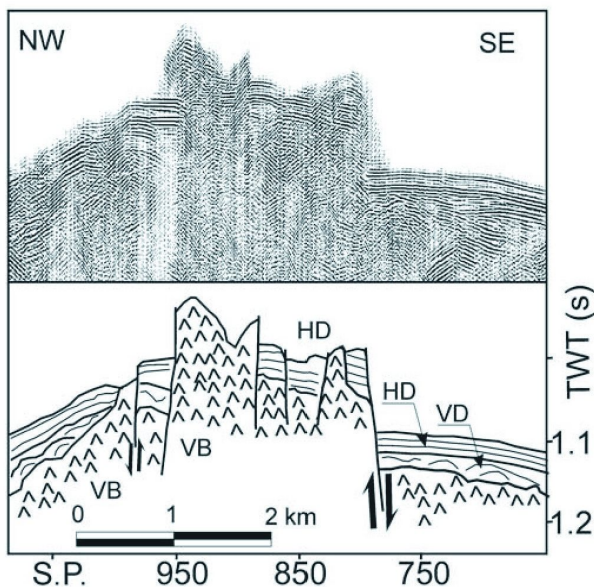 NW
SE
HD
HD
VD
VB
VB
0 1 2 km
TWT (s)
1.1
1.2
S.P. 950 850 750